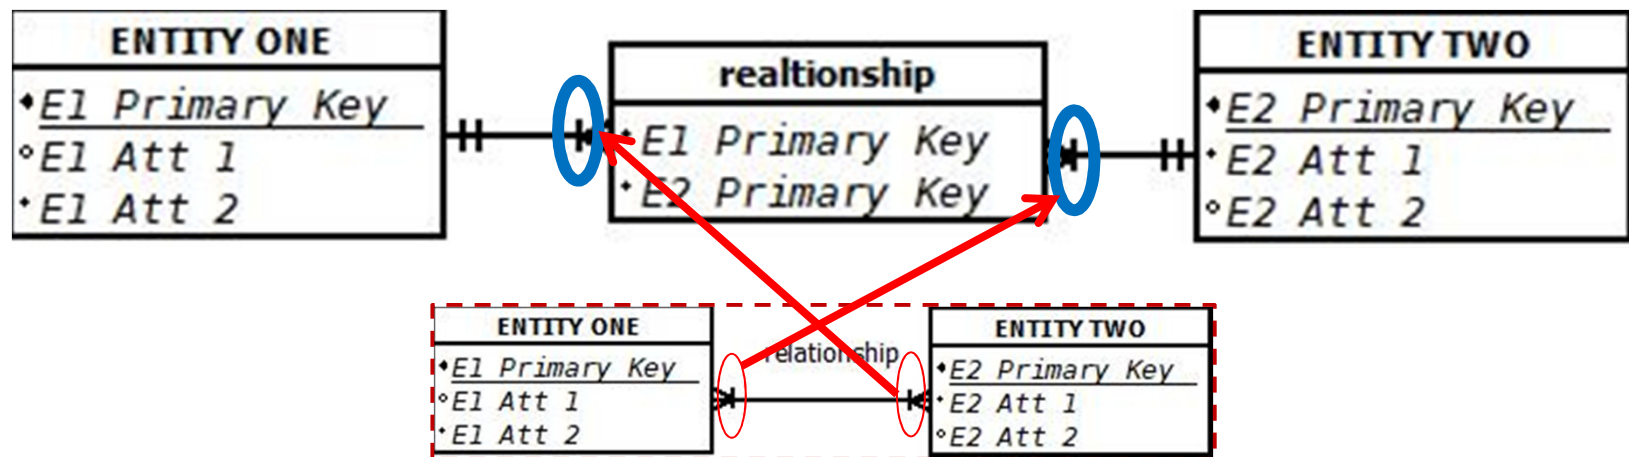 ENTITY ONE
E1 Primary Key
E1 Att 1
E1 Att 2
realtionship
E1 Primary Key
E2 Primary Key
ENTITY TWO
E2 Primary Key
E2 Att 1
E2 Att 2
ENTITY ONE
E1 Primary Key
E1 Att 1
E1 Att 2
relationship
ENTITY TWO
E2 Primary Key
E2 Att 1
E2 Att 2